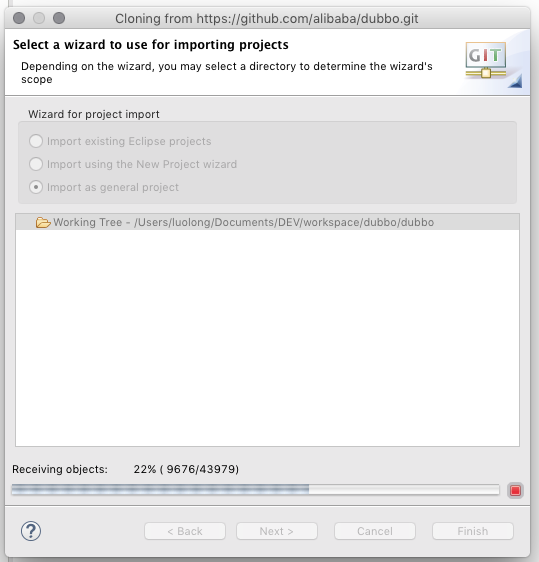 Cloning from https://github.com/alibaba/dubbo.git
Select a wizard to use for importing projects
Depending on the wizard, you may select a directory to determine the wizard's
scope
GIT
Wizard for project import
Import existing Eclipse projects
Import using the New Project wizard
Import as general project
Working Tree - /Users/luolong/Documents/DEV/workspace/dubbo/dubbo
Receiving objects: 22% ( 9676/43979)
?
< Back
Next >
Cancel
Finish